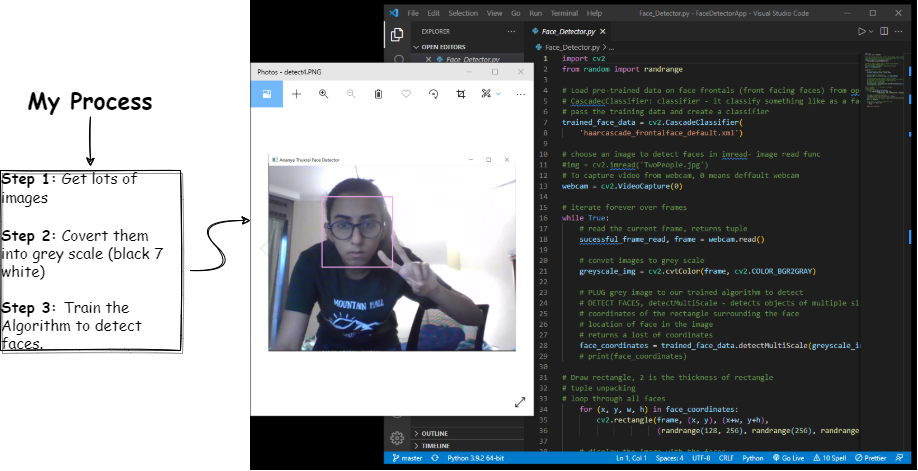 My Process
Step 1: Get lots of
images
Step 2: Covert them
into grey scale (black 7
white)
Step 3: Train the
Algorithm to detect
faces.
Photos - detect4.PNG
Ananya Thukral Face Detector
MOUNTAIN
File Edit Selection View Go Run Terminal Help
Face_Detector.py - FaceDetectorApp - Visual Studio Code
EXPLORER
OPEN EDITORS
Face_Detector.py
OUTLINE
TIMELINE
Face_Detector.py
Face_Detector.py > ...
1 import cv2
2 from random import randrange
3
4 # Load pre-trained data on face frontals (front facing faces) from op
5 # CascadecClassifier: classifier - it classify something like as a fa
6 # pass the training data and create a classifier
7 trained_face_data = cv2.CascadeClassifier(
8 'haarcascade_frontalface_default.xml')
9
10 # choose an image to detect faces in imread- image read func
11 #img = cv2.imread('TwoPeople.jpg')
12 # To capture video from webcam, 0 means deffault webcam
13 webcam = cv2.VideoCapture(0)
14
15 # Iterate forever over frames
16 while True:
17 # read the current frame, returns tuple
18 sucessful_frame_read, frame = webcam.read()
19
20 # convet images to grey scale
21 greyscale_img = cv2.cvtColor(frame, cv2.COLOR_BGR2GRAY)
22
23 # PLUG grey image to our trained algorithm to detect
24 # DETECT FACES, detectMultiScale - detects objects of multiple si
25 # coordinates of the rectangle surrounding the face
26 # location of face in the image
27 # returns a lost of coordinates
28 face_coordinates = trained_face_data.detectMultiScale(greyscale_i
29 # print(face_coordinates)
30
31 # Draw rectangle, 2 is the thickness of rectangle
32 # tuple unpacking
33 # loop through all faces
34 for (x, y, w, h) in face_coordinates:
35 cv2.rectangle(frame, (x, y), (x+w, y+h),
36 (randrange(128, 256), randrange(256), randrange
37
# display the image with the faces
master Python 3.9.2 64-bit Ln 1, Col 1 Spaces: 4 UTF-8 CRLF Python Go Live 10 Spell Prettier